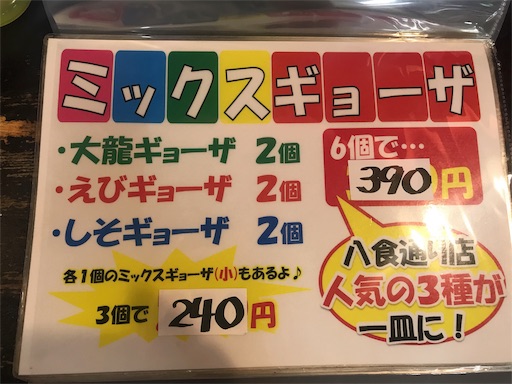 ミックスギョーザ
・大龍ギョーザ 2個
・えびギョーザ 2個
・しそギョーザ 2個
6個で…
390円
各1個のミックスギョーザ(小)もあるよ♪
3個で 240円
八食通り店
人気の3種が
一皿に!